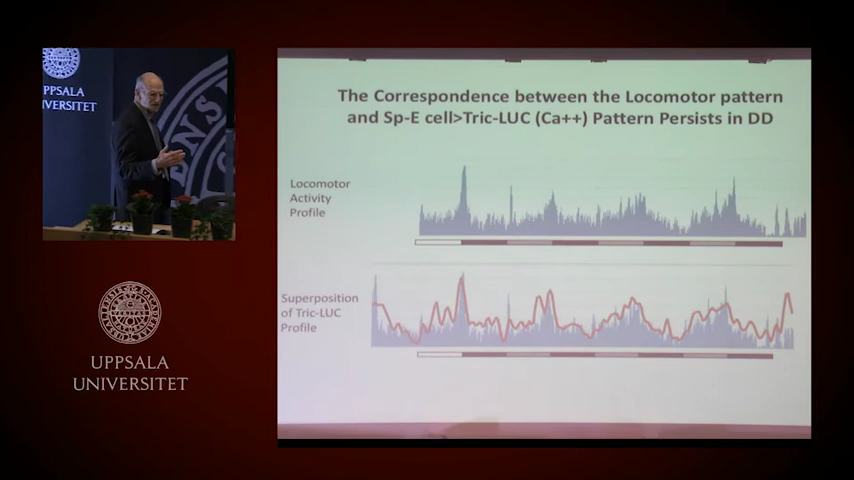 UPPSALA
UNIVERSITET
The Correspondence between the Locomotor pattern
and Sp-E cell>Tric-LUC (Ca++) Pattern Persists in DD
Locomotor
Activity
Profile
Superposition
of Tric-LUC
Profile
UPPSALA
UNIVERSITET